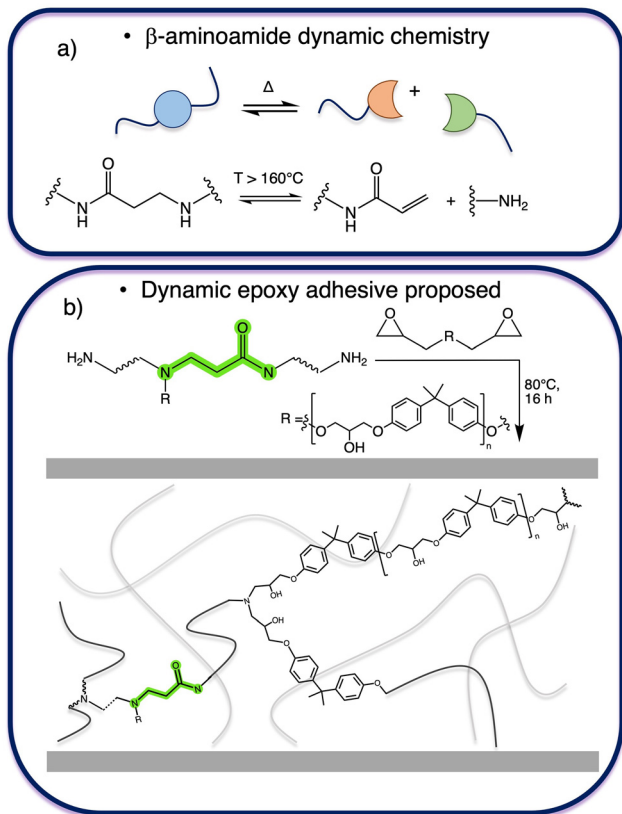 • β-aminoamide dynamic chemistry
a)
Δ
+
O
N
H
N
H
T > 160°C
O
N
H
+
NH2
• Dynamic epoxy adhesive proposed
b)
O
H2N
N
R
N
NH2
O
R
O
80°C,
16 h
R =
O
OH
O
O
n
N
OH
O
O
OH
O
O
n
OH
OH
O
O
N
N
R
O
N